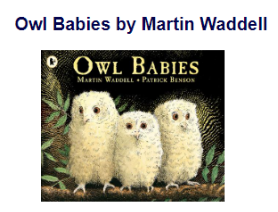 Owl Babies by Martin Waddell
OWL BABIES
MARTIN WADDELL • PATRICK BENSON